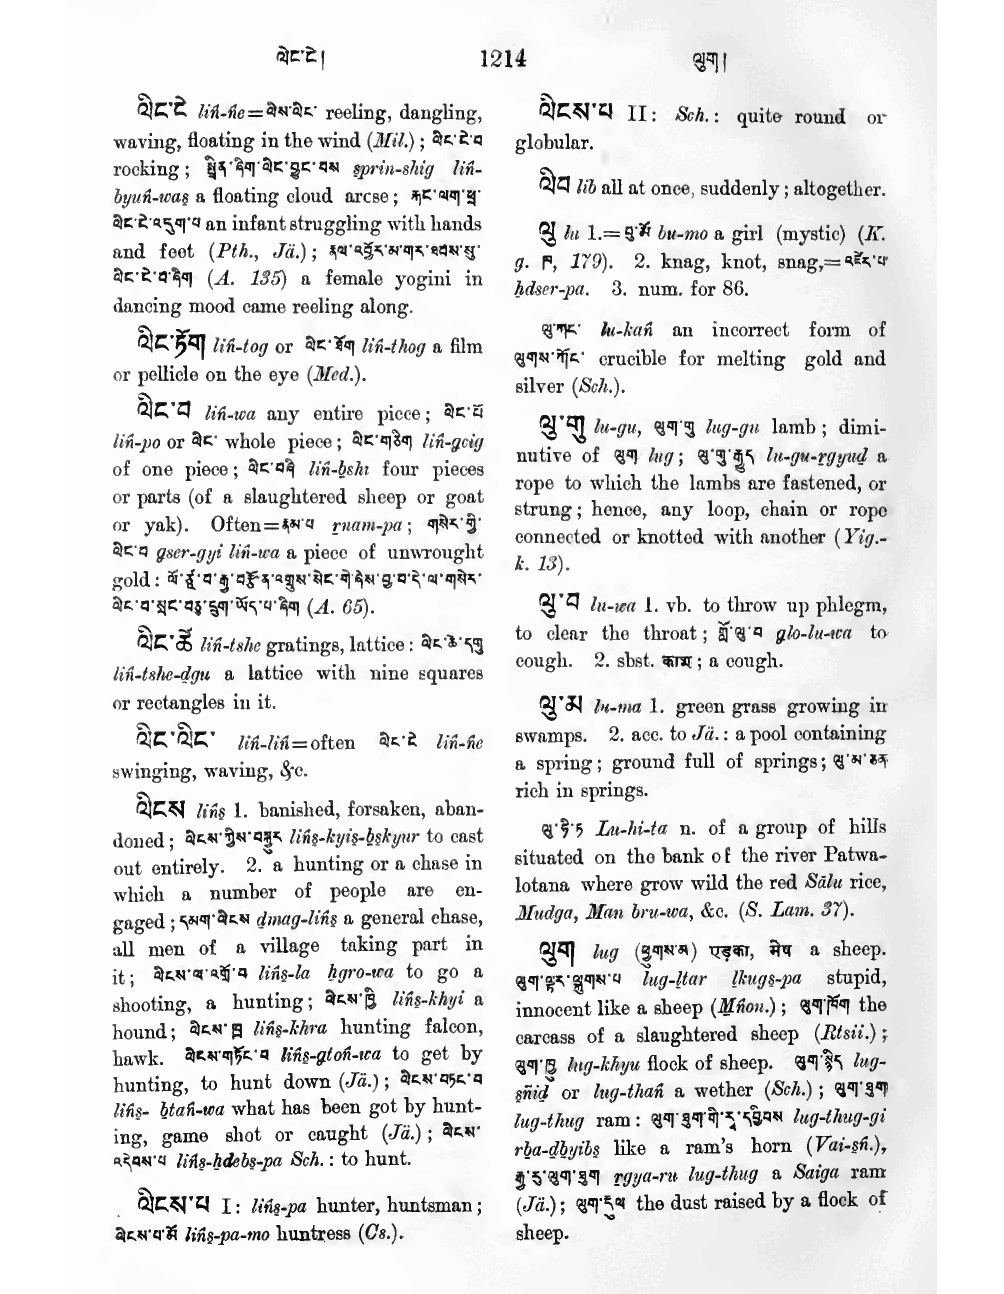 ལིང་ངེ།
1214
ལུག།
ལིང་ངེ liṅ-ṅe=ལེས་ལིང་ reeling, dangling,
waving, floating in the wind (Mil.); ལིང་ངེ་བ
rocking; སྤྲིན་ཞིག་ལིང་བྱུང་བས sprin-shig liṅ-
byuṅ-was a floating cloud arose; རྐང་ལག་ཕྲ་
ལིང་ངེ་འདུག་པ an infant struggling with hands
and feet (Pth., Jä.);
ལིང་ངེ་བ་ཞིག (A. 135) a female yogini in
dancing mood came reeling along.
ལིང་ཏོག liṅ-tog or ལིང་ཐོག liṅ-thog a film
or pellicle on the eye (Med.).
ལིང་བ liṅ-wa any entire piece; ལིང་པོ
liṅ-po or ལིང་ whole piece; ལིང་གཅིག liṅ-gcig
of one piece; ལིང་བཞི liṅ-bshi four pieces
or parts (of a slaughtered sheep or goat
or yak). Often=རྣམ་པ rnam-pa; གསེར་གྱི་
ལིང་བ gser-gyi liṅ-wa a piece of unwrought
gold:
ལིང་བ་སྲང་བཅུ་དྲུག་ཡོད་པ་ཞིག (A. 65).
ལིང་ཚེ liṅ-tshe gratings, lattice: ལིང་ཚེ་དགུ
liṅ-tshe-dgu a lattice with nine squares
or rectangles in it.
ལིང་ལིང་ liṅ-liṅ=often ལིང་ངེ liṅ-ṅe
swinging, waving, &c.
ལིངས liṅs 1. banished, forsaken, aban-
doned; ལིངས་ཀྱིས་བསྐྱུར liṅs-kyis-bskyur to cast
out entirely. 2. a hunting or a chase in
which a number of people are en-
gaged; དམག་ལིངས dmag-liṅs a general chase,
all men of a village taking part in
it; ལིངས་ལ་འགྲོ་བ liṅs-la hgro-wa to go a
shooting, a hunting; ལིངས་ཁྱི liṅs-khyi a
hound; ལིངས་ཁྲ liṅs-khra hunting falcon,
hawk. ལིངས་གཏོང་བ liṅs-gtoṅ-wa to get by
hunting, to hunt down (Jä.); ལིངས་བཏང་བ
liṅs- btaṅ-wa what has been got by hunt-
ing, game shot or caught (Jä.); ལིངས་
འདེབས་པ liṅs-hdebs-pa Sch.: to hunt.
ལིངས་པ I: liṅs-pa hunter, huntsman;
ལིངས་པ་མོ liṅs-pa-mo huntress (Cs.).
ལིངས་པ II: Sch.: quite round or
globular.
ལིབ lib all at once, suddenly; altogether.
ལུ lu 1.=བུ་མོ bu-mo a girl (mystic) (K.
g. ཁ, 179). 2. knag, knot, snag,=འཛེར་པ
hdser-pa. 3. num. for 86.
ལུ་ཀང་ lu-kaṅ an incorrect form of
ལུགས་ཀོང་ crucible for melting gold and
silver (Sch.).
ལུ་གུ lu-gu, ལུག་གུ lug-gu lamb; dimi-
nutive of ལུག lug; ལུ་གུ་རྒྱུད lu-gu-rgyud a
rope to which the lambs are fastened, or
strung; hence, any loop, chain or rope
connected or knotted with another (Yig.-
k. 13).
ལུ་བ lu-wa 1. vb. to throw up phlegm,
to clear the throat; གློ་ལུ་བ glo-lu-wa to
cough. 2. sbst. काश; a cough.
ལུ་མ lu-ma 1. green grass growing in
swamps. 2. acc. to Jä.: a pool containing
a spring; ground full of springs; ལུ་མ་ཅན
rich in springs.
ལུ་ཧི་ཏ Lu-hi-ta n. of a group of hills
situated on the bank of the river Patwa-
lotana where grow wild the red Sālu rice,
Mudga, Man bru-wa, &c. (S. Lam. 37).
ལུག lug एड़का, मेष a sheep.
ལུག་ལྟར་ལྐུགས་པ lug-ltar lkugs-pa stupid,
innocent like a sheep (Mṅon.); ལུག་ཁོག the
carcass of a slaughtered sheep (Rtsii.);
ལུག་ཁྱུ lug-khyu flock of sheep. ལུག་སྙིད lug-
sñid or lug-thaṅ a wether (Sch.); ལུག་ཐུག
lug-thug ram: ལུག་ཐུག་གི་རྭ་དབྱིབས lug-thug-gi
rba-dbyibs like a ram's horn (Vai-sṅ.),
རྒྱ་རུ་ལུག་ཐུག rgya-ru lug-thug a Saiga ram
(Jä.); ལུག་རྡུལ the dust raised by a flock of
sheep.